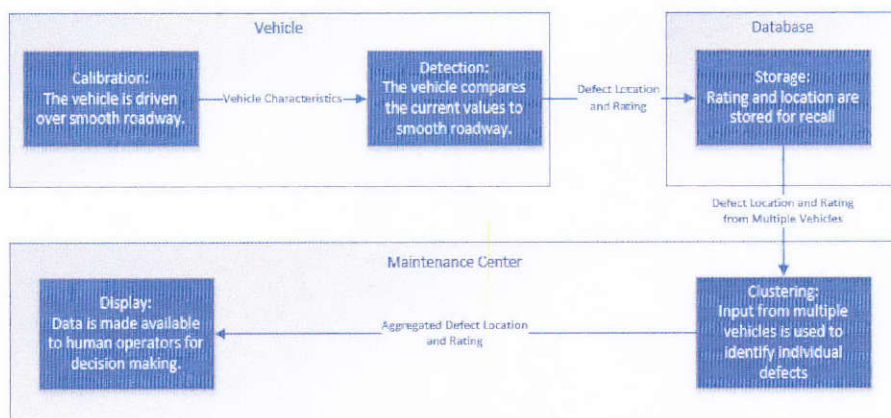 Vehicle
Database
Calibration:
The vehicle is driven
over smooth roadway.
Vehicle Characteristics
Detection:
The vehicle compares
the current values to
smooth roadway.
Defect Location
and Rating
Storage:
Rating and location are
stored for recall
Defect Location and Rating
from Multiple Vehicles
Maintenance Center
Display:
Data is made available
to human operators for
decision making.
Aggregated Defect Location
and Rating
Clustering:
Input from multiple
vehicles is used to
identify individual
defects